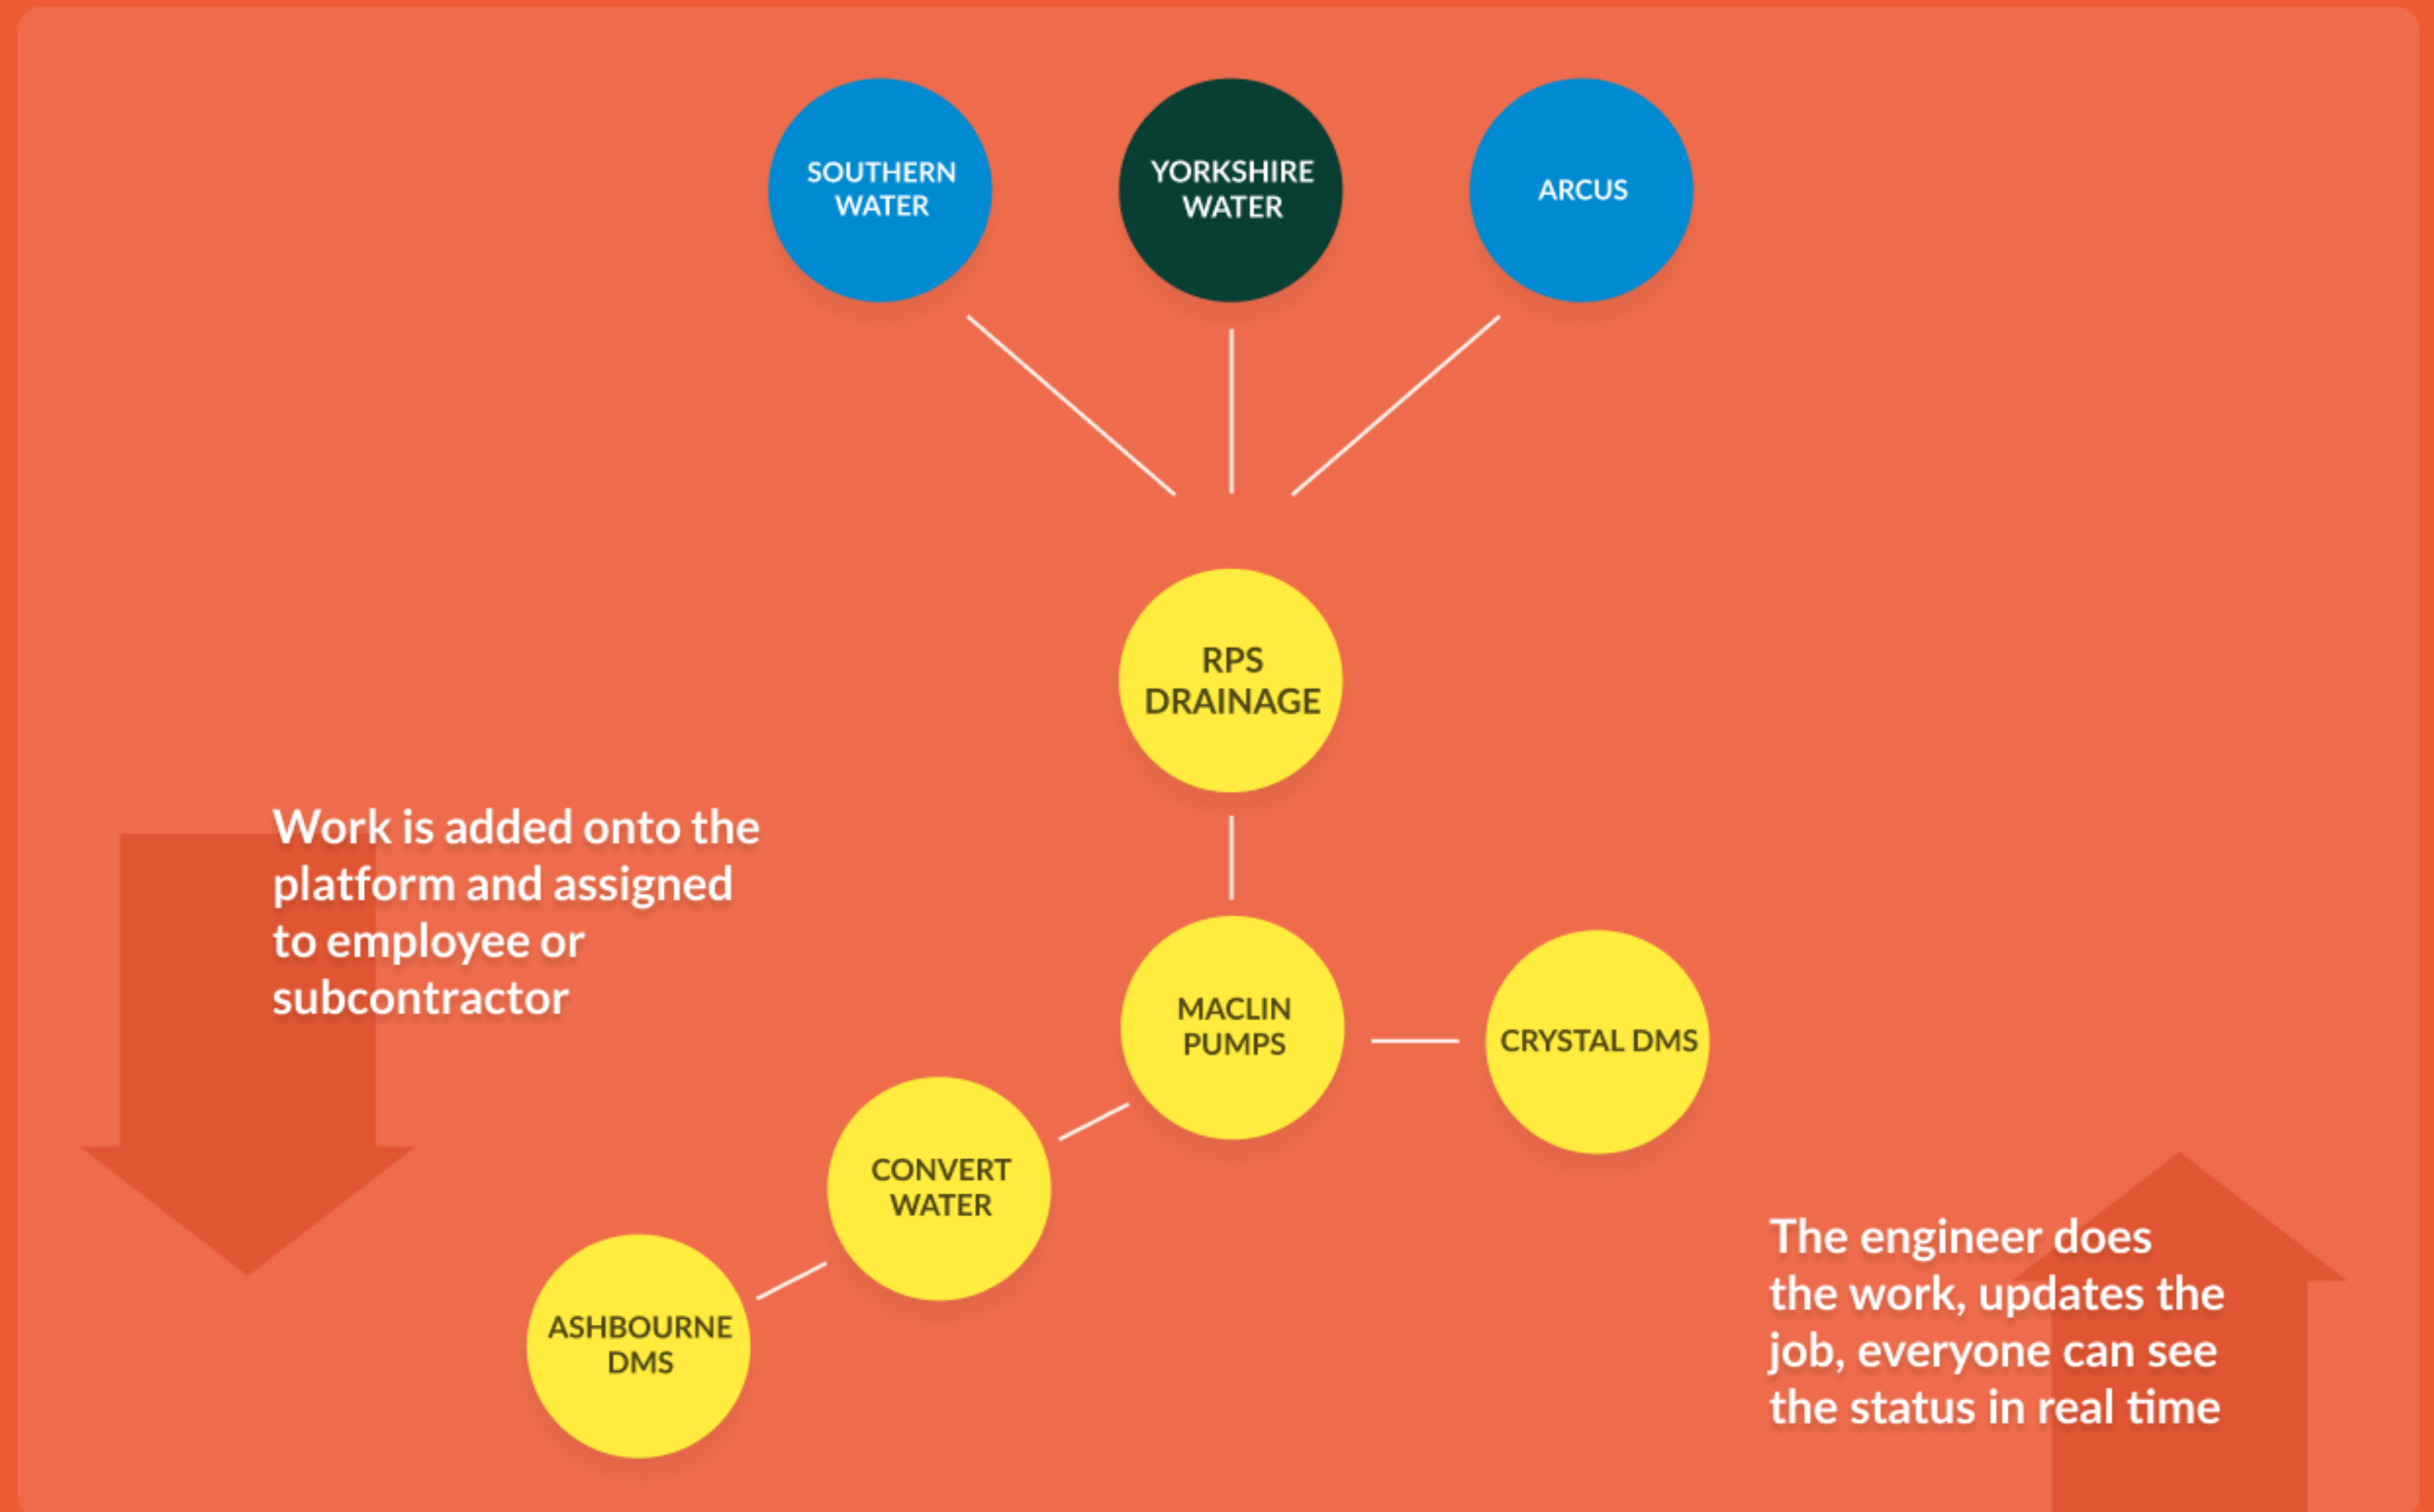 SOUTHERN
WATER
YORKSHIRE
WATER
ARCUS
RPS
DRAINAGE
Work is added onto the
platform and assigned
to employee or
subcontractor
MACLIN
PUMPS
CRYSTAL DMS
CONVERT
WATER
ASHBOURNE
DMS
The engineer does
the work, updates the
job, everyone can see
the status in real time